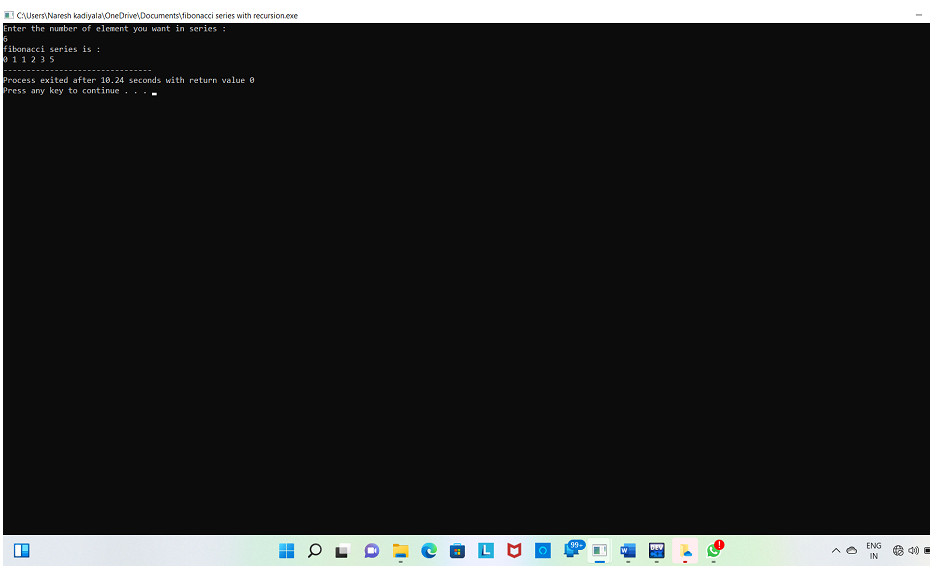 C:\Users\Naresh kadiyala\OneDrive\Documents\fibonacci series with recursion.exe
Enter the number of element you want in series :
6
fibonacci series is :
0 1 1 2 3 5
--------------------------------
Process exited after 10.24 seconds with return value 0
Press any key to continue . . .
L
99+
W
DEV
!
ENG
IN